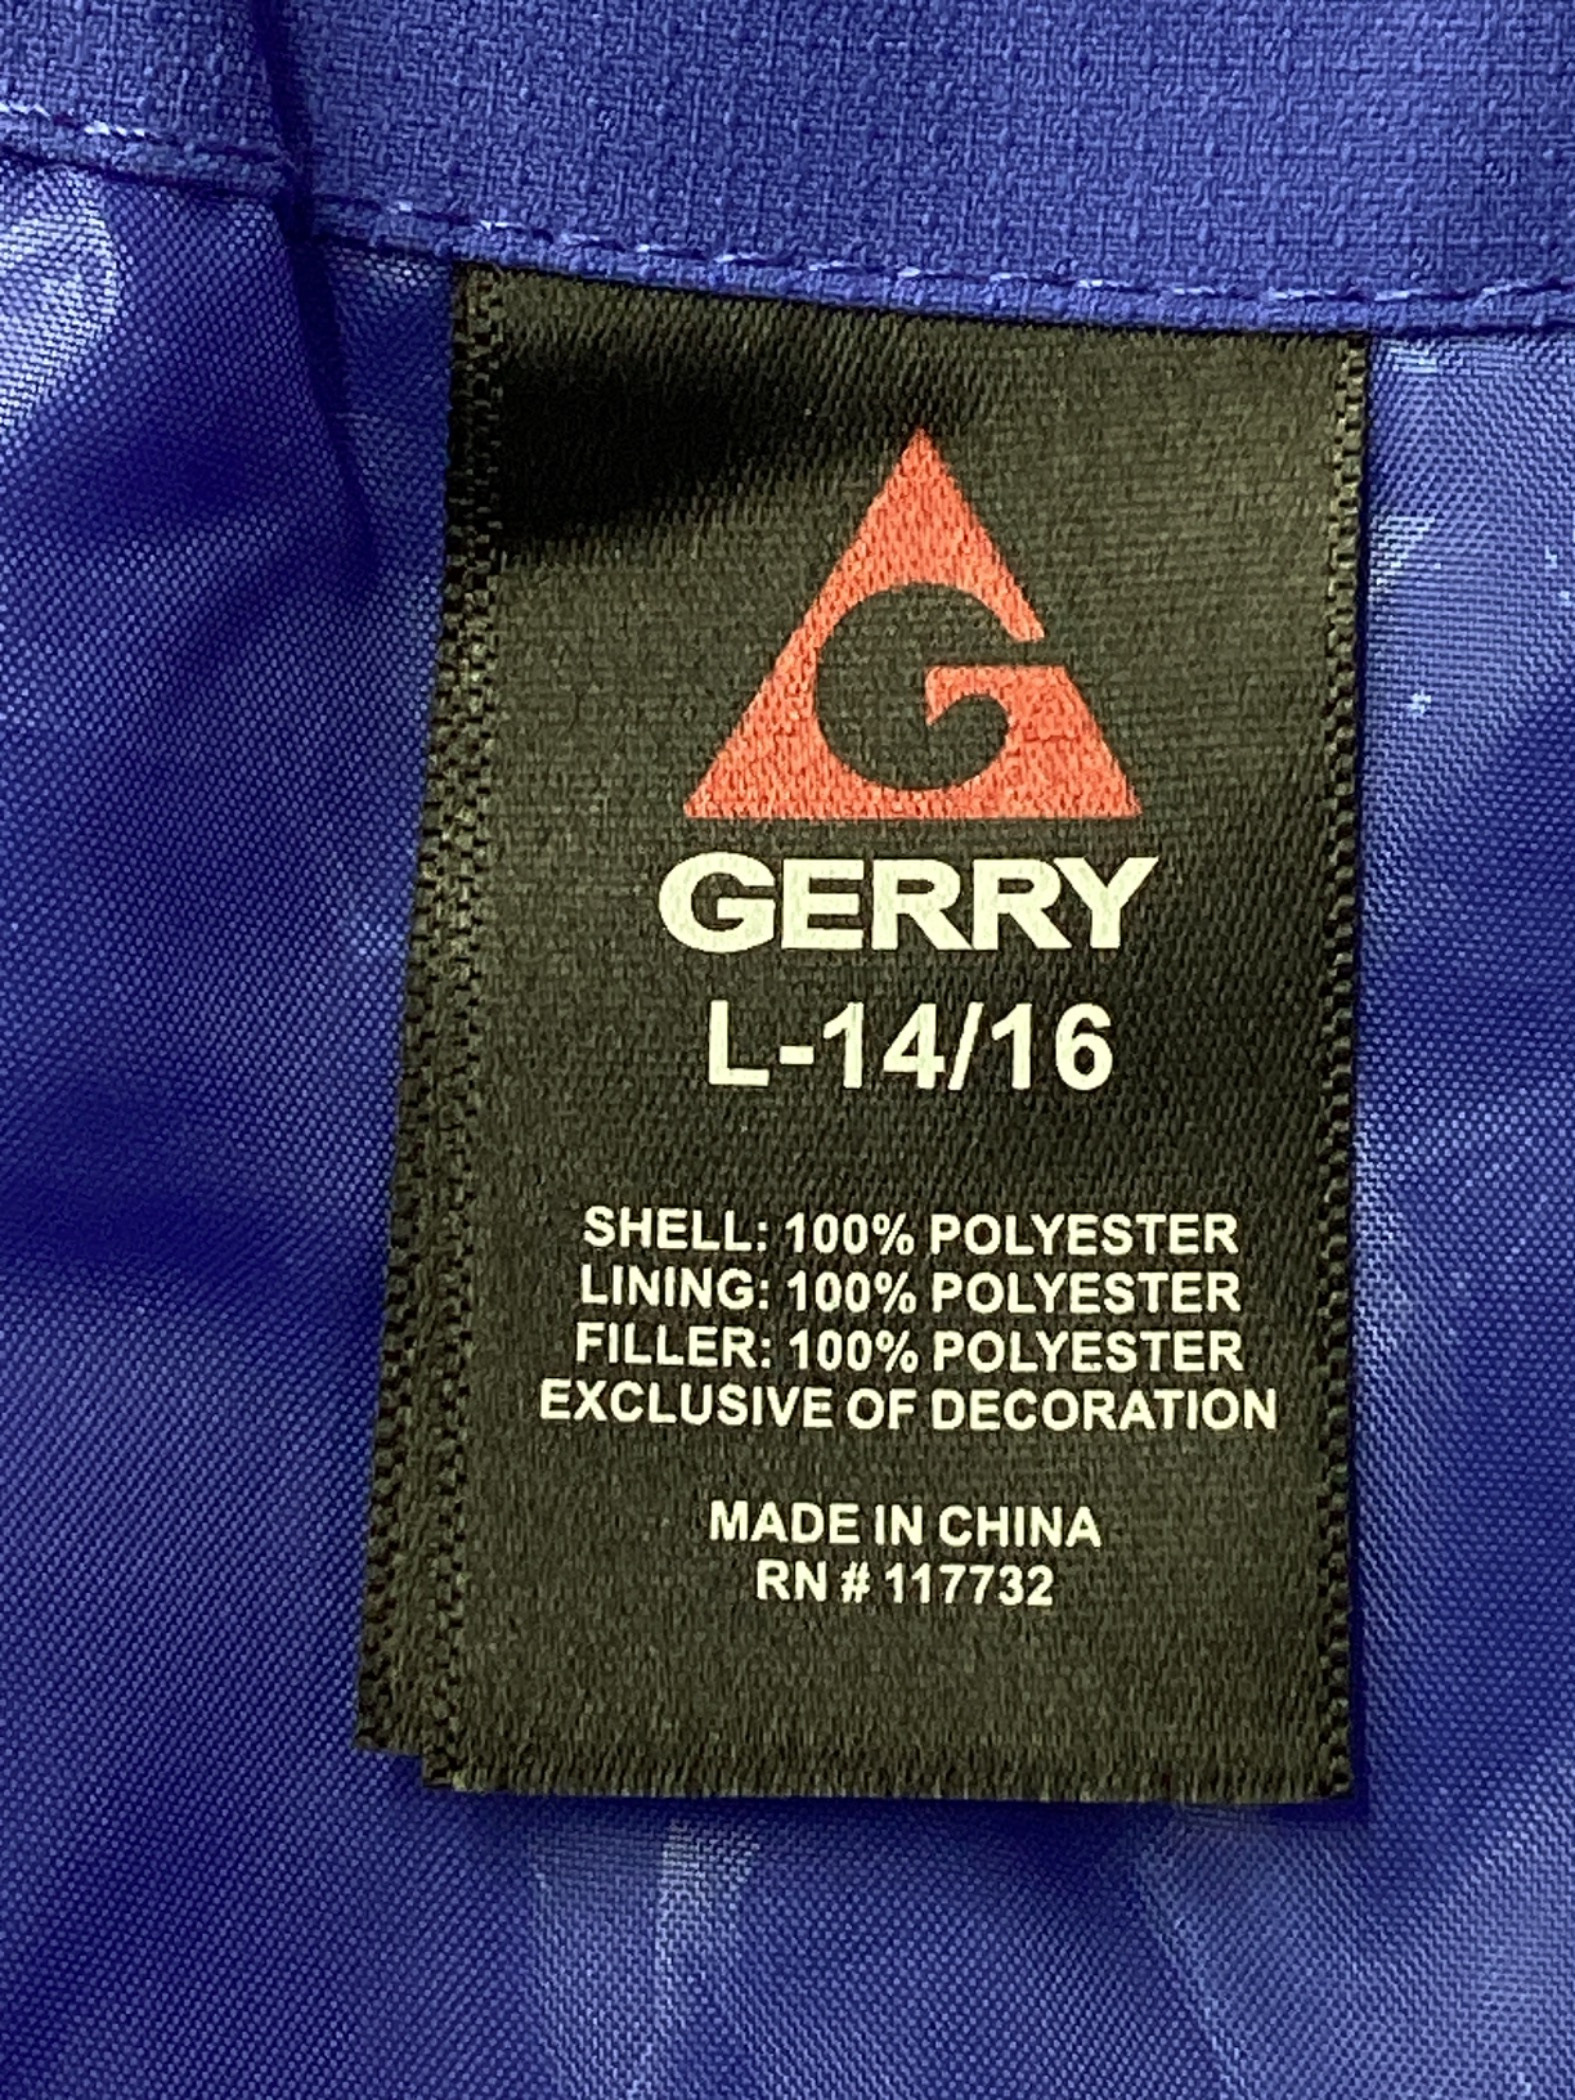 G
GERRY
L-14/16
SHELL: 100% POLYESTER
LINING: 100% POLYESTER
FILLER: 100% POLYESTER
EXCLUSIVE OF DECORATION
MADE IN CHINA
RN # 117732